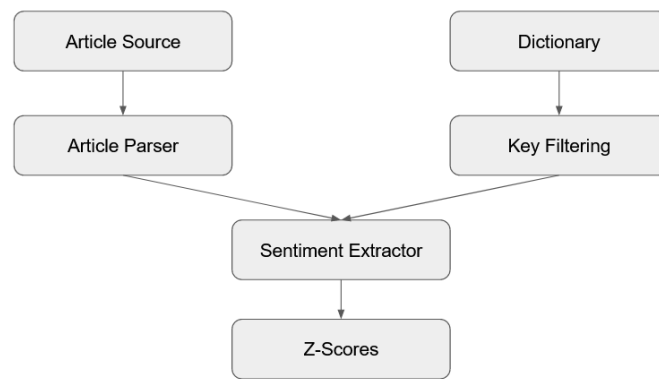 Article Source
Dictionary
Article Parser
Key Filtering
Sentiment Extractor
Z-Scores